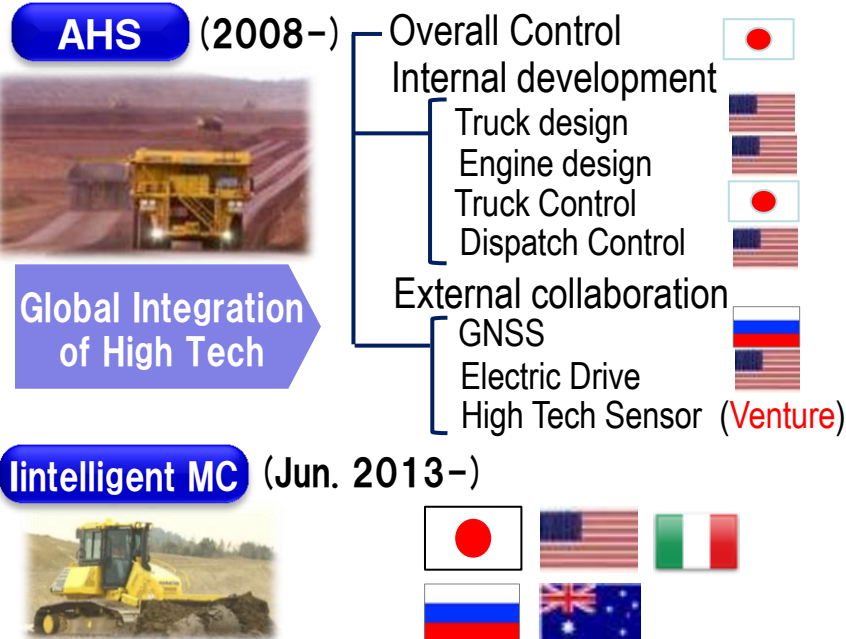 AHS (2008-)
Overall Control
Internal development
Truck design
Engine design
Truck Control
Dispatch Control
Global Integration
of High Tech
External collaboration
GNSS
Electric Drive
High Tech Sensor (Venture)
Iintelligent MC (Jun. 2013-)